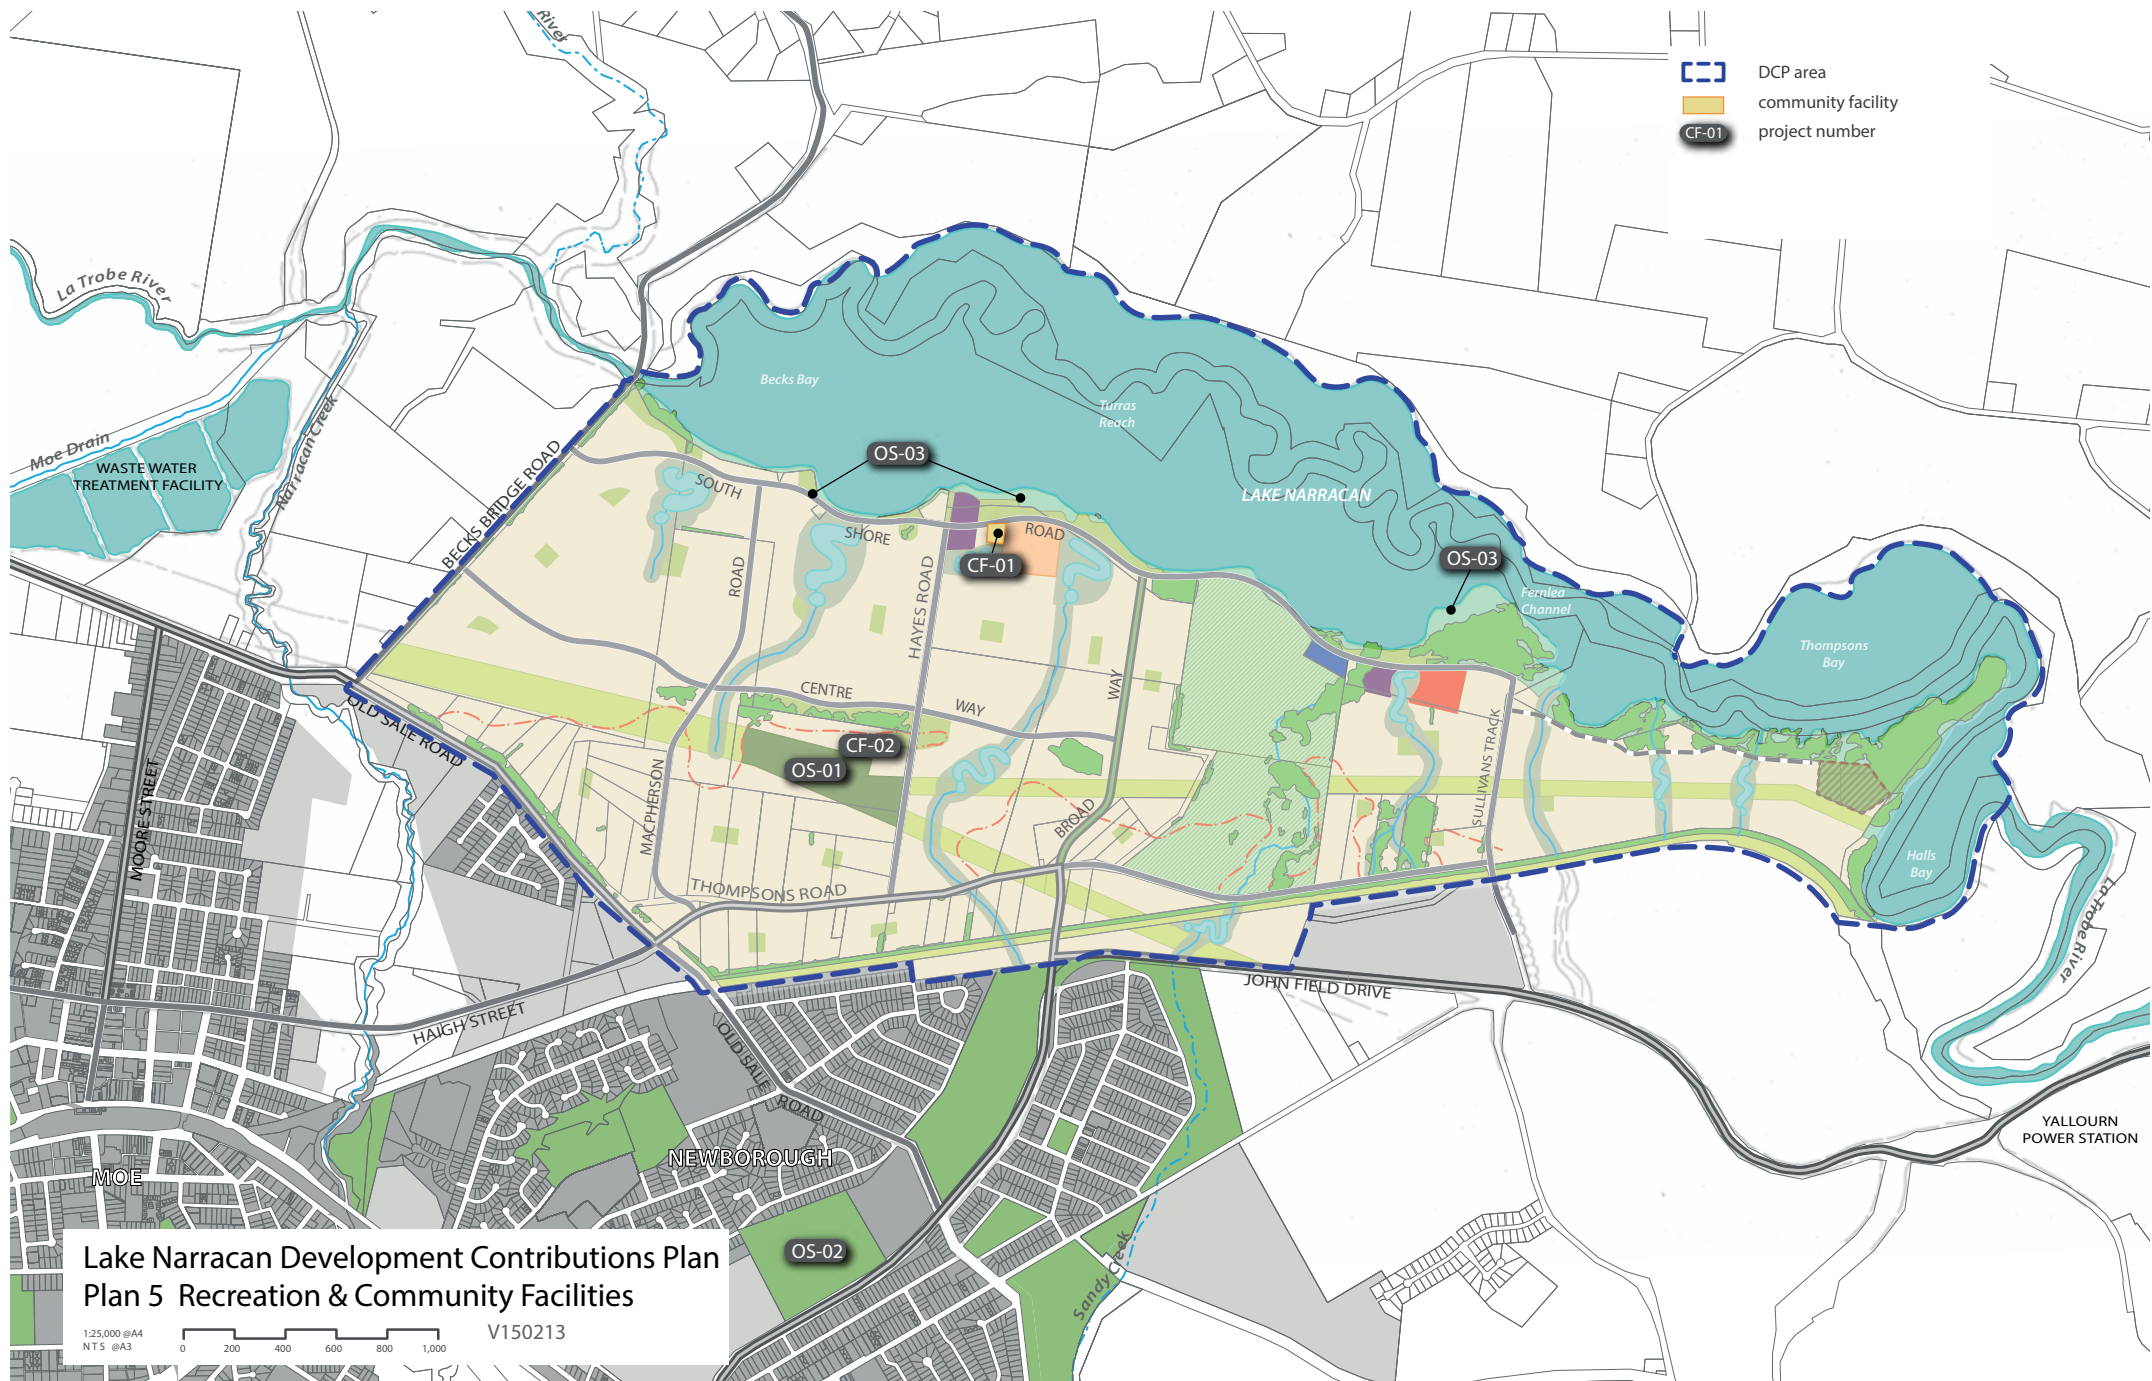 River
DCP area
community facility
CF-01 project number
La Trobe River
Becks Bay
Turras
Reach
Moe Drain
Narracan Creek
WASTE WATER
TREATMENT FACILITY
BECKS BRIDGE ROAD
OS-03
SOUTH
SHORE
ROAD
LAKE NARRACAN
CF-01
OS-03
Fernlea
Channel
ROAD
HAYES ROAD
Thompsons
Bay
CENTRE
WAY
WAY
OLD SALE ROAD
CF-02
OS-01
MOORE STREET
MACPHERSON
BROAD
SULLIVANS TRACK
Halls
Bay
THOMPSONS ROAD
La Trobe River
JOHN FIELD DRIVE
HAIGH STREET
OLD SALE
ROAD
YALLOURN
POWER STATION
NEWBOROUGH
MOE
OS-02
Sandy Creek
Lake Narracan Development Contributions Plan
Plan 5 Recreation & Community Facilities
V150213
1:25,000 @A4
NTS @A3
0 200 400 600 800 1,000